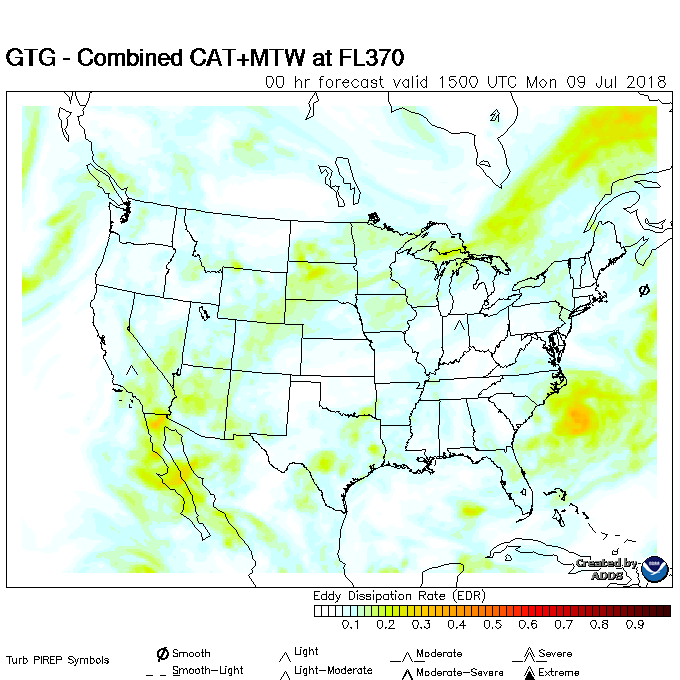 GTG - Combined CAT+MTW at FL370
00 hr forecast valid 1500 UTC Mon 09 Jul 2018
Created by
ADDS
Eddy Dissipation Rate (EDR)
0.1 0.2 0.3 0.4 0.5 0.6 0.7 0.8 0.9
Turb PIREP Symbols
Smooth Light Moderate Severe
Smooth-Light Light-Moderate Moderate-Severe Extreme